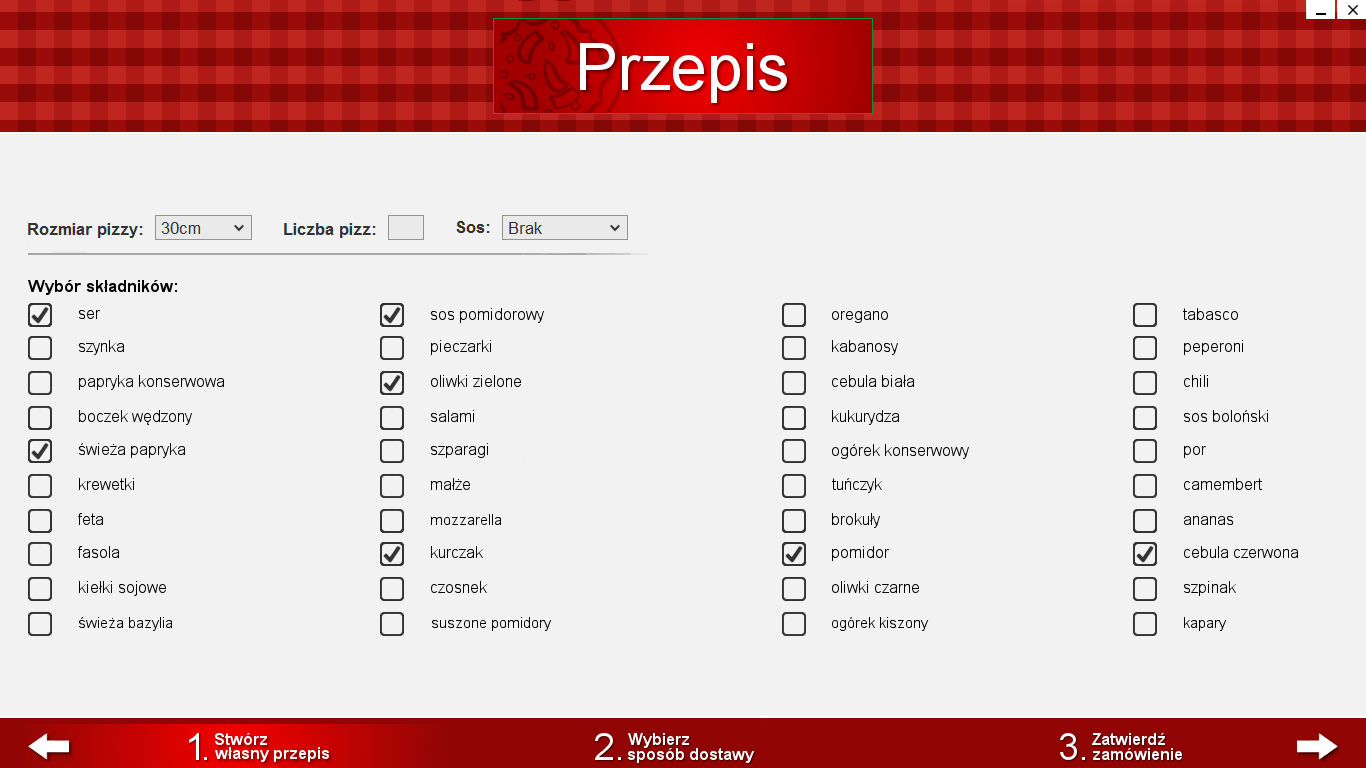 Przepis
Rozmiar pizzy: 30cm Liczba pizz: Sos: Brak
Wybór składników:
ser sos pomidorowy oregano tabasco
szynka pieczarki kabanosy peperoni
papryka konserwowa oliwki zielone cebula biała chili
boczek wędzony salami kukurydza sos boloński
świeża papryka szparagi ogórek konserwowy por
krewetki małże tuńczyk camembert
feta mozzarella brokuły ananas
fasola kurczak pomidor cebula czerwona
kiełki sojowe czosnek oliwki czarne szpinak
świeża bazylia suszone pomidory ogórek kiszony kapary
1. Stwórz
własny przepis
2. Wybierz
sposób dostawy
3. Zatwierdź
zamówienie